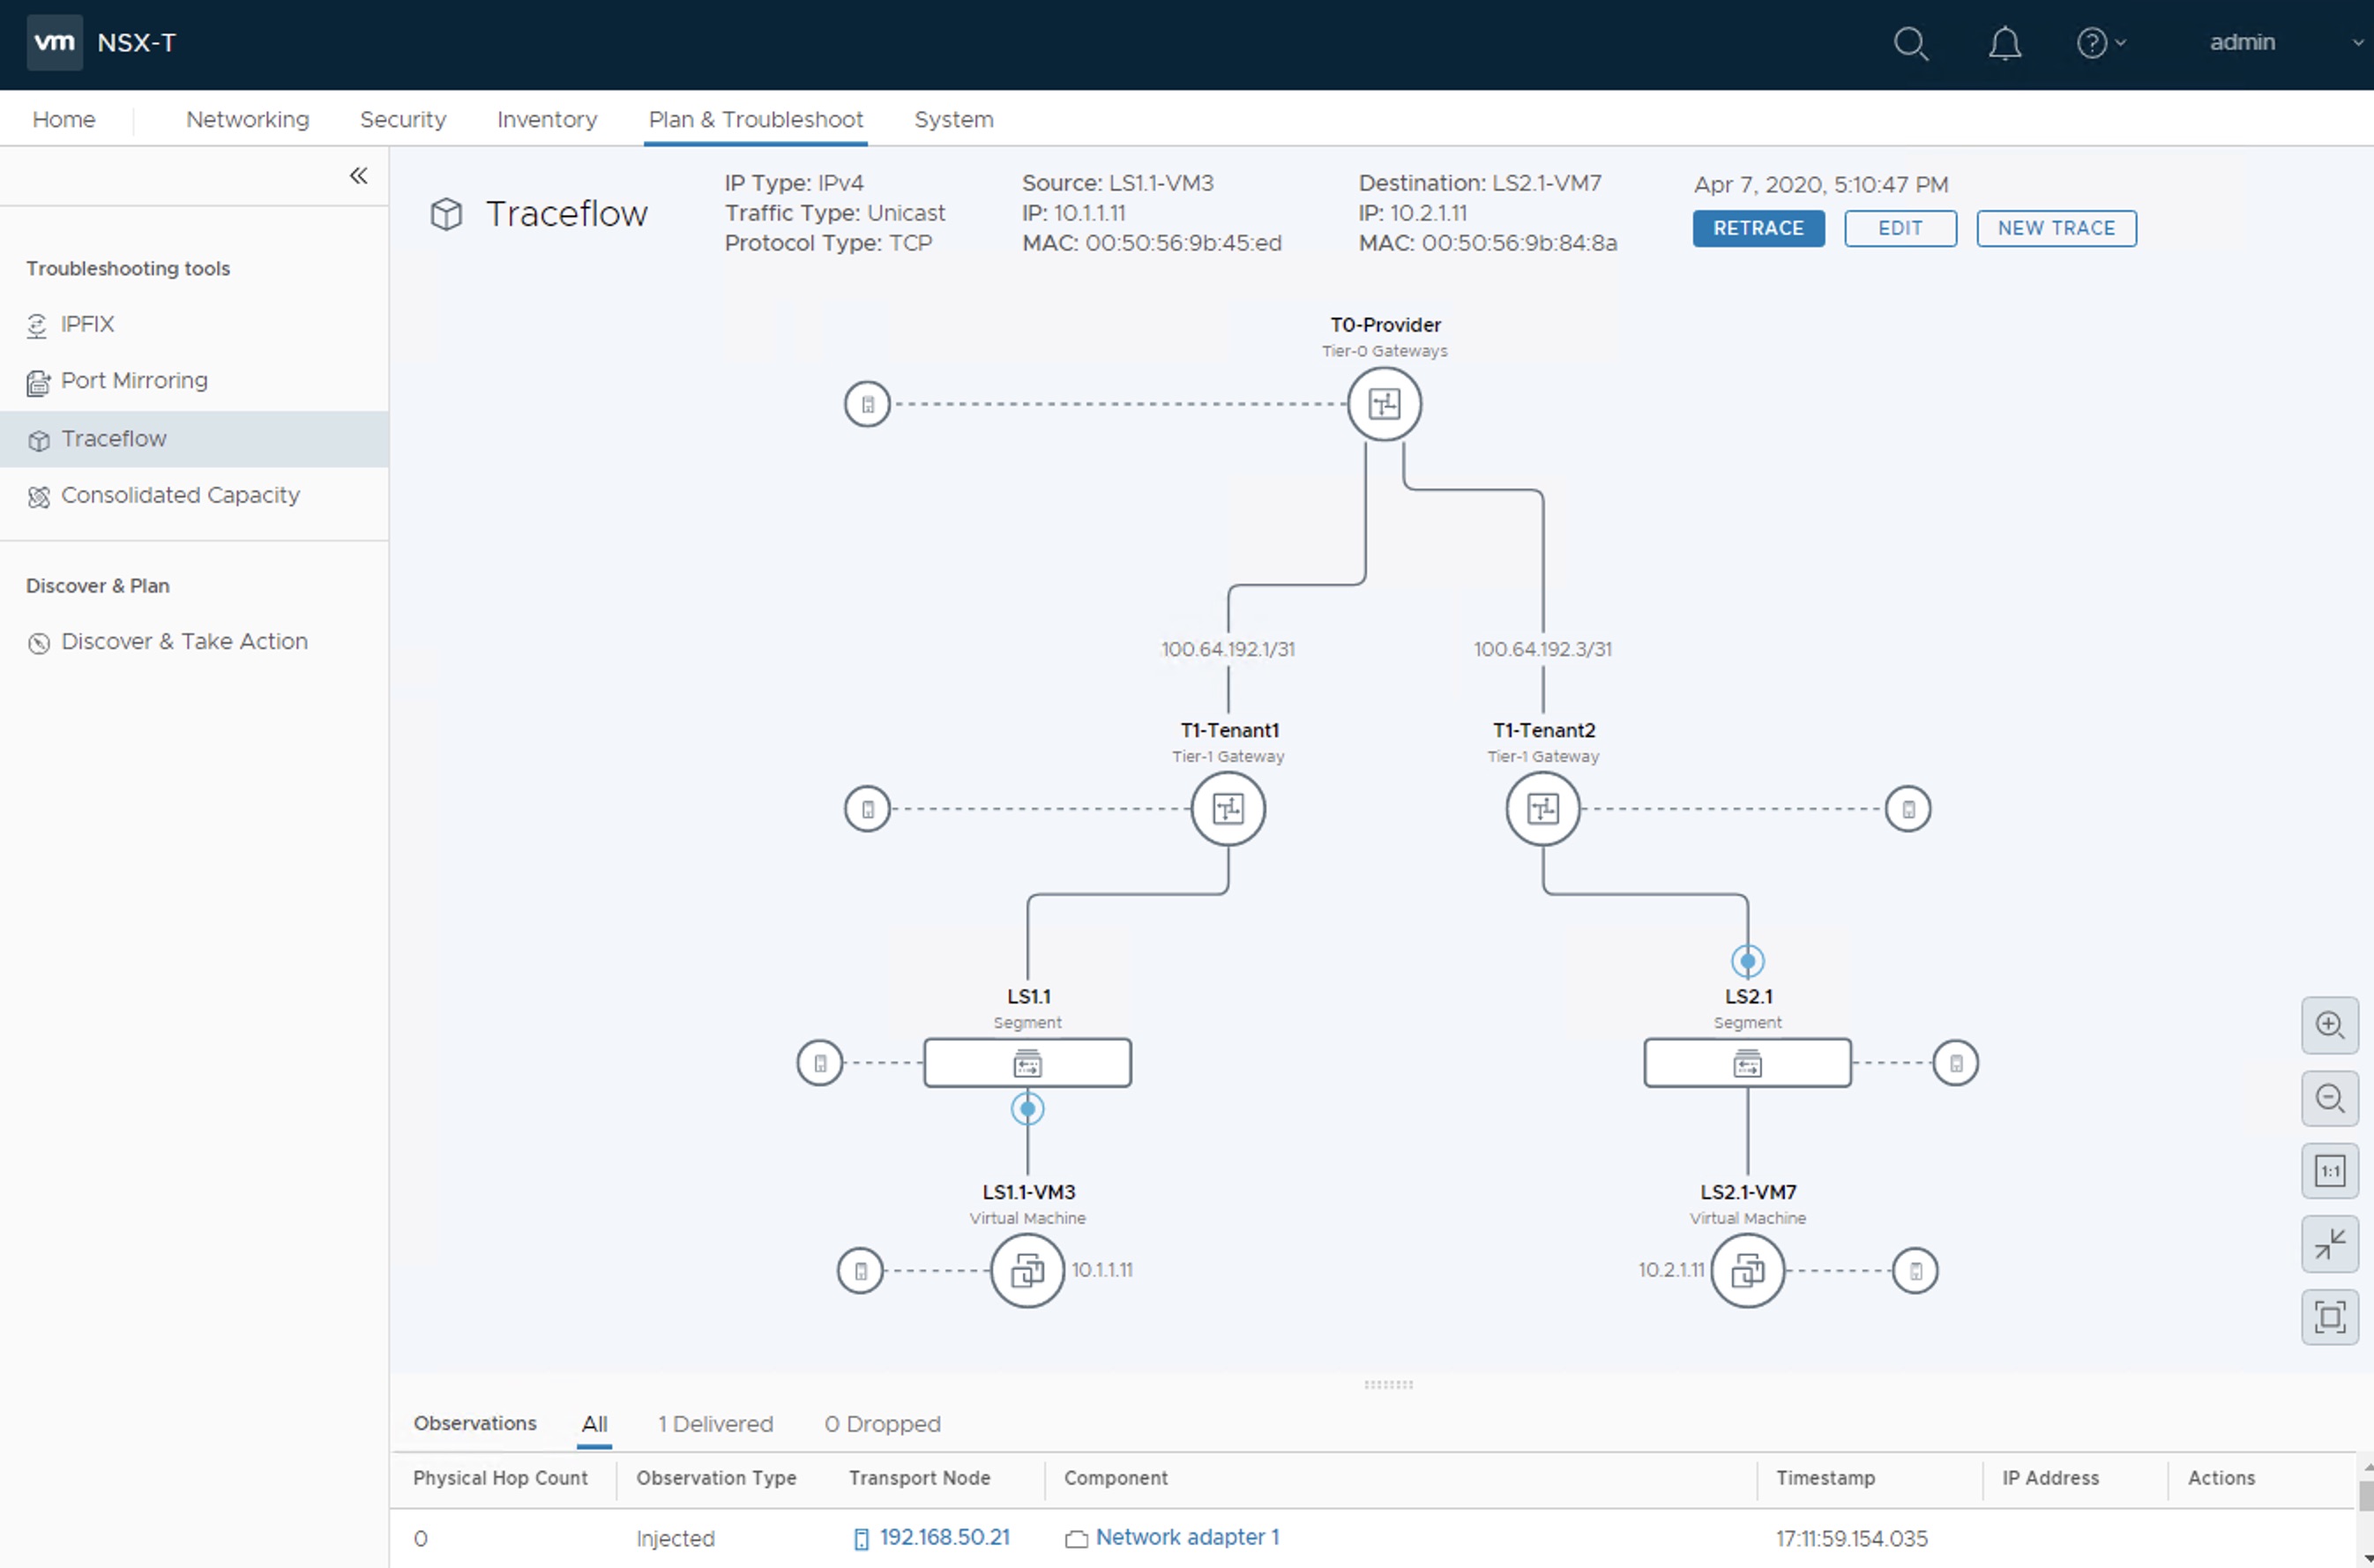 vm NSX-T admin
Home Networking Security Inventory Plan & Troubleshoot System
Troubleshooting tools
IPFIX
Port Mirroring
Traceflow
Consolidated Capacity
Discover & Plan
Discover & Take Action
Traceflow
IP Type: IPv4
Traffic Type: Unicast
Protocol Type: TCP
Source: LS1.1-VM3
IP: 10.1.1.11
MAC: 00:50:56:9b:45:ed
Destination: LS2.1-VM7
IP: 10.2.1.11
MAC: 00:50:56:9b:84:8a
Apr 7, 2020, 5:10:47 PM
RETRACE EDIT NEW TRACE
T0-Provider
Tier-0 Gateways
100.64.192.1/31 100.64.192.3/31
T1-Tenant1 T1-Tenant2
Tier-1 Gateway Tier-1 Gateway
LS1.1 LS2.1
Segment Segment
LS1.1-VM3 LS2.1-VM7
Virtual Machine Virtual Machine
10.1.1.11 10.2.1.11
1:1
Observations All 1 Delivered 0 Dropped
Physical Hop Count Observation Type Transport Node Component Timestamp IP Address Actions
0 Injected 192.168.50.21 Network adapter 1 17:11:59.154.035